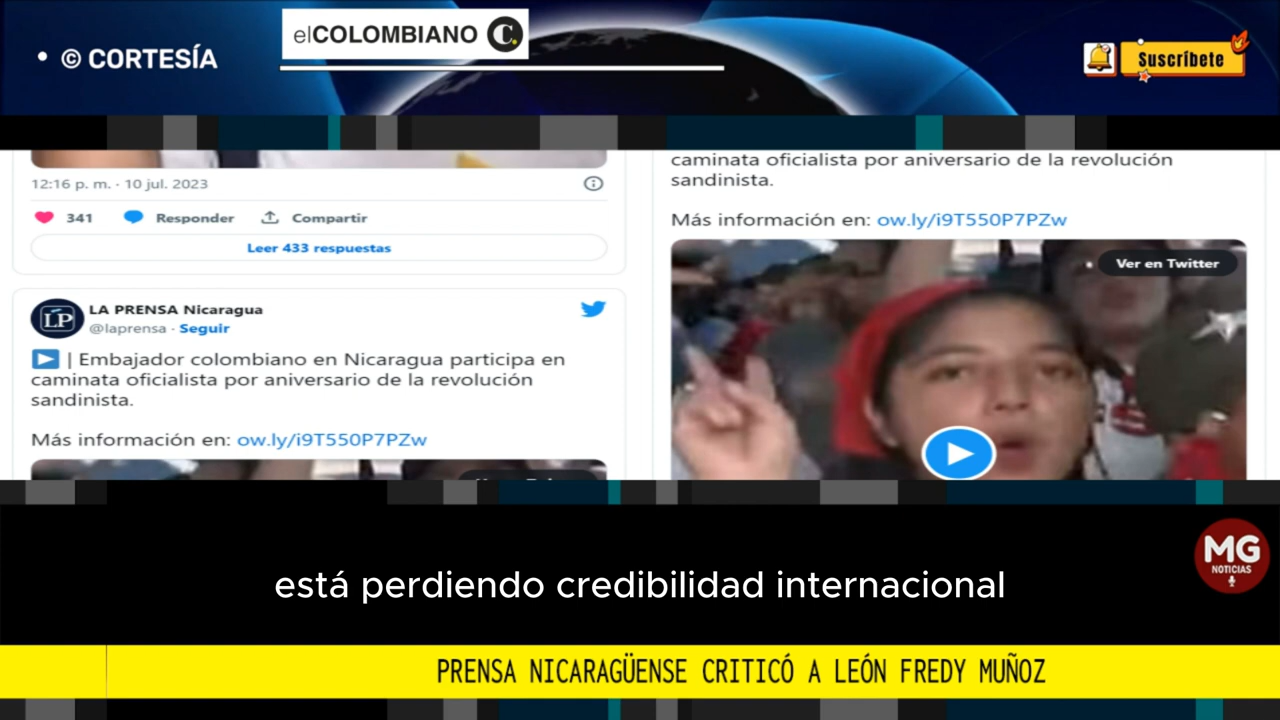 • © CORTESÍA
elCOLOMBIANO C.
Suscríbete
12:16 p. m. · 10 jul. 2023
341 Responder Compartir
Leer 433 respuestas
LA PRENSA Nicaragua
@laprensa · Seguir
| Embajador colombiano en Nicaragua participa en
caminata oficialista por aniversario de la revolución
sandinista.
Más información en: ow.ly/i9T550P7PZw
caminata oficialista por aniversario de la revolución
sandinista.
Más información en: ow.ly/i9T550P7PZw
Ver en Twitter
LP
está perdiendo credibilidad internacional
MG
NOTICIAS
PRENSA NICARAGÜENSE CRITICÓ A LEÓN FREDY MUÑOZ